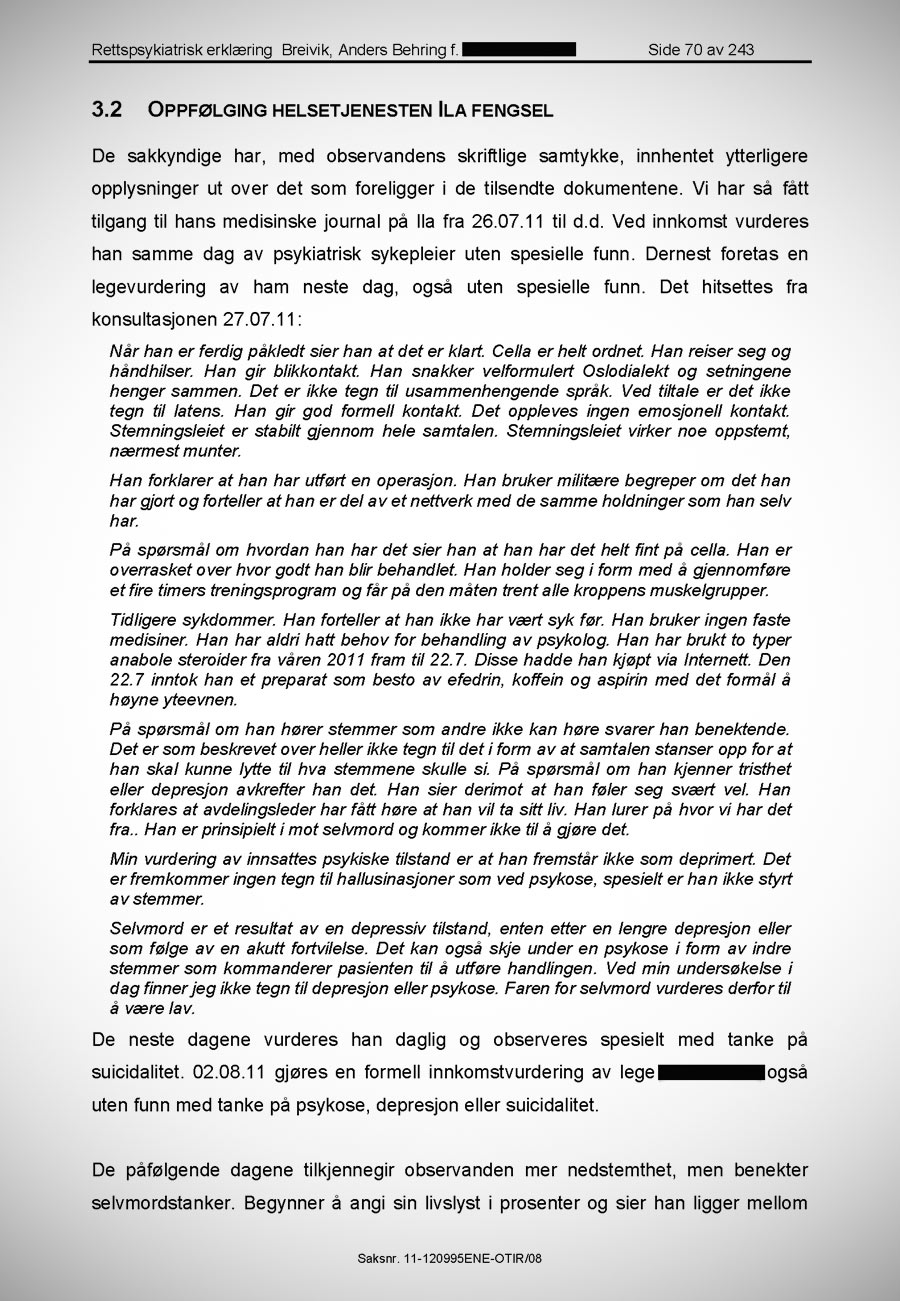 Rettspsykiatrisk erklæring Breivik, Anders Behring f. Side 70 av 243
3.2 OPPFØLGING HELSETJENESTEN ILA FENGSEL
De sakkyndige har, med observandens skriftlige samtykke, innhentet ytterligere
opplysninger ut over det som foreligger i de tilsendte dokumentene. Vi har så fått
tilgang til hans medisinske journal på Ila fra 26.07.11 til d.d. Ved innkomst vurderes
han samme dag av psykiatrisk sykepleier uten spesielle funn. Dernest foretas en
legevurdering av ham neste dag, også uten spesielle funn. Det hitsettes fra
konsultasjonen 27.07.11:
Når han er ferdig påkledt sier han at det er klart. Cella er helt ordnet. Han reiser seg og
håndhilser. Han gir blikkontakt. Han snakker velformulert Oslodialekt og setningene
henger sammen. Det er ikke tegn til usammenhengende språk. Ved tiltale er det ikke
tegn til latens. Han gir god formell kontakt. Det oppleves ingen emosjonell kontakt.
Stemningsleiet er stabilt gjennom hele samtalen. Stemningsleiet virker noe oppstemt,
nærmest munter.
Han forklarer at han har utført en operasjon. Han bruker militære begreper om det han
har gjort og forteller at han er del av et nettverk med de samme holdninger som han selv
har.
På spørsmål om hvordan han har det sier han at han har det helt fint på cella. Han er
overrasket over hvor godt han blir behandlet. Han holder seg i form med å gjennomføre
et fire timers treningsprogram og får på den måten trent alle kroppens muskelgrupper.
Tidligere sykdommer. Han forteller at han ikke har vært syk før. Han bruker ingen faste
medisiner. Han har aldri hatt behov for behandling av psykolog. Han har brukt to typer
anabole steroider fra våren 2011 fram til 22.7. Disse hadde han kjøpt via Internett. Den
22.7 inntok han et preparat som besto av efedrin, koffein og aspirin med det formål å
høyne yteevnen.
På spørsmål om han hører stemmer som andre ikke kan høre svarer han benektende.
Det er som beskrevet over heller ikke tegn til det i form av at samtalen stanser opp for at
han skal kunne lytte til hva stemmene skulle si. På spørsmål om han kjenner tristhet
eller depresjon avkrefter han det. Han sier derimot at han føler seg svært vel. Han
forklares at avdelingsleder har fått høre at han vil ta sitt liv. Han lurer på hvor vi har det
fra.. Han er prinsipielt i mot selvmord og kommer ikke til å gjøre det.
Min vurdering av innsattes psykiske tilstand er at han fremstår ikke som deprimert. Det
er fremkommer ingen tegn til hallusinasjoner som ved psykose, spesielt er han ikke styrt
av stemmer.
Selvmord er et resultat av en depressiv tilstand, enten etter en lengre depresjon eller
som følge av en akutt fortvilelse. Det kan også skje under en psykose i form av indre
stemmer som kommanderer pasienten til å utføre handlingen. Ved min undersøkelse i
dag finner jeg ikke tegn til depresjon eller psykose. Faren for selvmord vurderes derfor til
å være lav.
De neste dagene vurderes han daglig og observeres spesielt med tanke på
suicidalitet. 02.08.11 gjøres en formell innkomstvurdering av lege også
uten funn med tanke på psykose, depresjon eller suicidalitet.
De påfølgende dagene tilkjennegir observanden mer nedstemthet, men benekter
selvmordstanker. Begynner å angi sin livslyst i prosenter og sier han ligger mellom
Saksnr. 11-120995ENE-OTIR/08